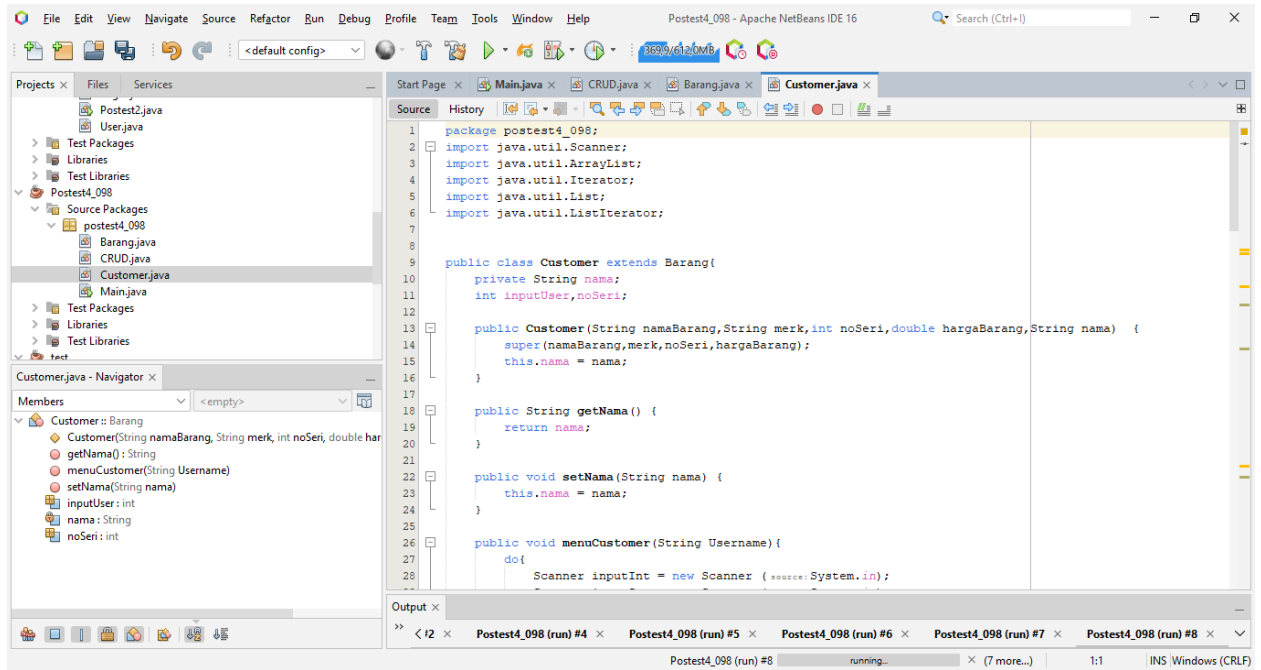 File Edit View Navigate Source Refactor Run Debug Profile Team Tools Window Help
Postest4_098 - Apache NetBeans IDE 16
Search (Ctrl+I)
<default config>
369,9/612,0MB
Projects
Files
Services
Postest2.java
User.java
Test Packages
Libraries
Test Libraries
Postest4_098
Source Packages
postest4_098
Barang.java
CRUD.java
Customer.java
Main.java
Test Packages
Libraries
Test Libraries
test
Customer.java - Navigator
Members
<empty>
Customer :: Barang
Customer(String namaBarang, String merk, int noSeri, double har
getNama() : String
menuCustomer(String Username)
setNama(String nama)
inputUser : int
nama : String
noSeri : int
Start Page
Main.java
CRUD.java
Barang.java
Customer.java
Source
History
1 package postest4_098;
2 import java.util.Scanner;
3 import java.util.ArrayList;
4 import java.util.Iterator;
5 import java.util.List;
6 import java.util.ListIterator;
7
8
9 public class Customer extends Barang{
10 private String nama;
11 int inputUser,noSeri;
12
13 public Customer(String namaBarang,String merk,int noSeri,double hargaBarang,String nama) {
14 super(namaBarang,merk,noSeri,hargaBarang);
15 this.nama = nama;
16 }
17
18 public String getNama() {
19 return nama;
20 }
21
22 public void setNama(String nama) {
23 this.nama = nama;
24 }
25
26 public void menuCustomer(String Username){
27 do{
28 Scanner inputInt = new Scanner (source:System.in);
Output
Postest4_098 (run) #4
Postest4_098 (run) #5
Postest4_098 (run) #6
Postest4_098 (run) #7
Postest4_098 (run) #8
Postest4_098 (run) #8
running...
(7 more...)
1:1
INS
Windows (CRLF)